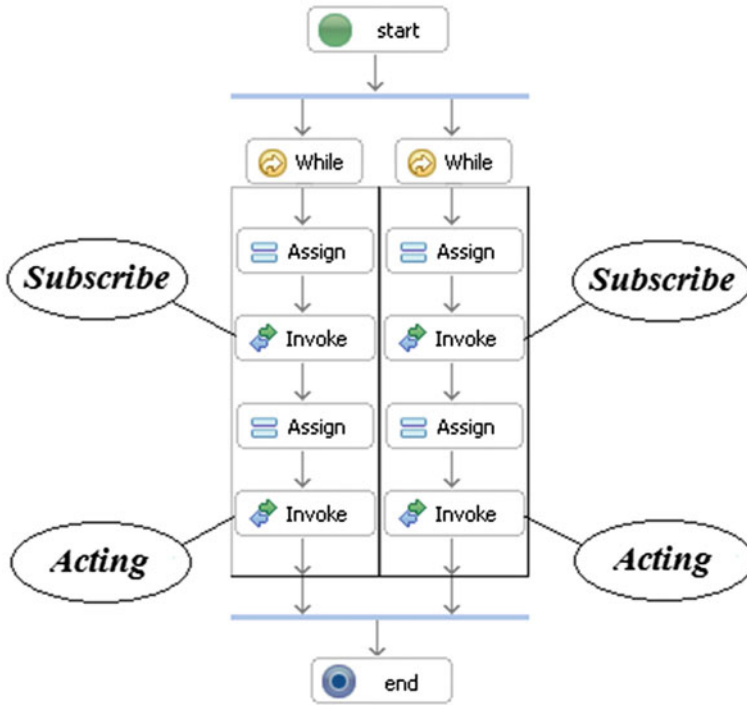 start
While While
Assign Assign
Subscribe Subscribe
Invoke Invoke
Assign Assign
Invoke Invoke
Acting Acting
end